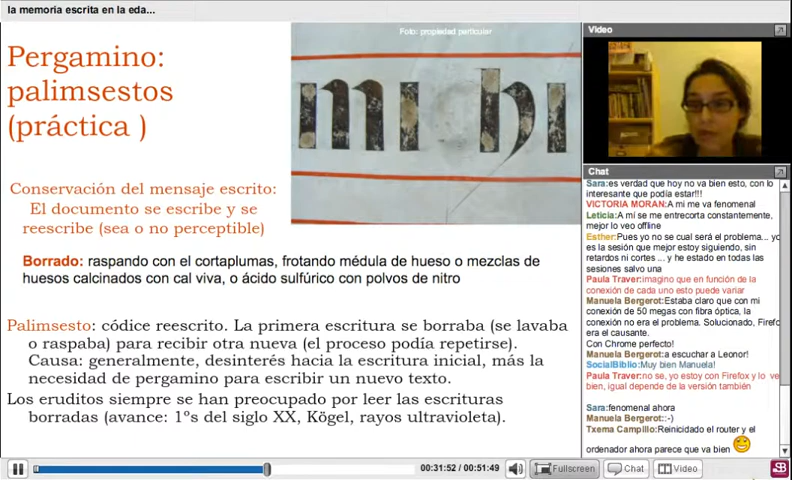 la memoria escrita en la eda...
Pergamino:
palimsestos
(práctica )
Foto: propiedad particular
mi hi
Conservación del mensaje escrito:
El documento se escribe y se
reescribe (sea o no perceptible)
Borrado: raspando con el cortaplumas, frotando médula de hueso o mezclas de
huesos calcinados con cal viva, o ácido sulfúrico con polvos de nitro
Palimsesto: códice reescrito. La primera escritura se borraba (se lavaba
o raspaba) para recibir otra nueva (el proceso podía repetirse).
Causa: generalmente, desinterés hacia la escritura inicial, más la
necesidad de pergamino para escribir un nuevo texto.
Los eruditos siempre se han preocupado por leer las escrituras
borradas (avance: 1ºs del siglo XX, Kögel, rayos ultravioleta).
Video
Chat
Sara:es verdad que hoy no va bien esto, con lo
interesante que podía estar!!!
VICTORIA MORAN:A mi me va fenomenal
Leticia:A mí se me entrecorta constantemente,
mejor lo veo offline
Esther:Pues yo no se cual será el problema... yo
es la sesión que mejor estoy siguiendo, sin
retardos ni cortes ... y he estado en todas las
sesiones salvo una
Paula Traver:imagino que en función de la
conexión de cada uno esto puede variar
Manuela Bergerot:Estaba claro que con mi
conexión de 50 megas con fibra óptica, la
conexión no era el problema. Solucionado, Firefo
era el causante.
Con Chrome perfecto!
Manuela Bergerot:a escuchar a Leonor!
SocialBiblio:Muy bien Manuela!
Paula Traver:no se, yo estoy con Firefox y lo ve
bien, igual depende de la versión también
Sara:fenomenal ahora
Manuela Bergerot::-)
Txema Campillo:Reinicidado el router y el
ordenador ahora parece que va bien
00:31:52 / 00:51:49
Fullscreen
Chat
Video
SB